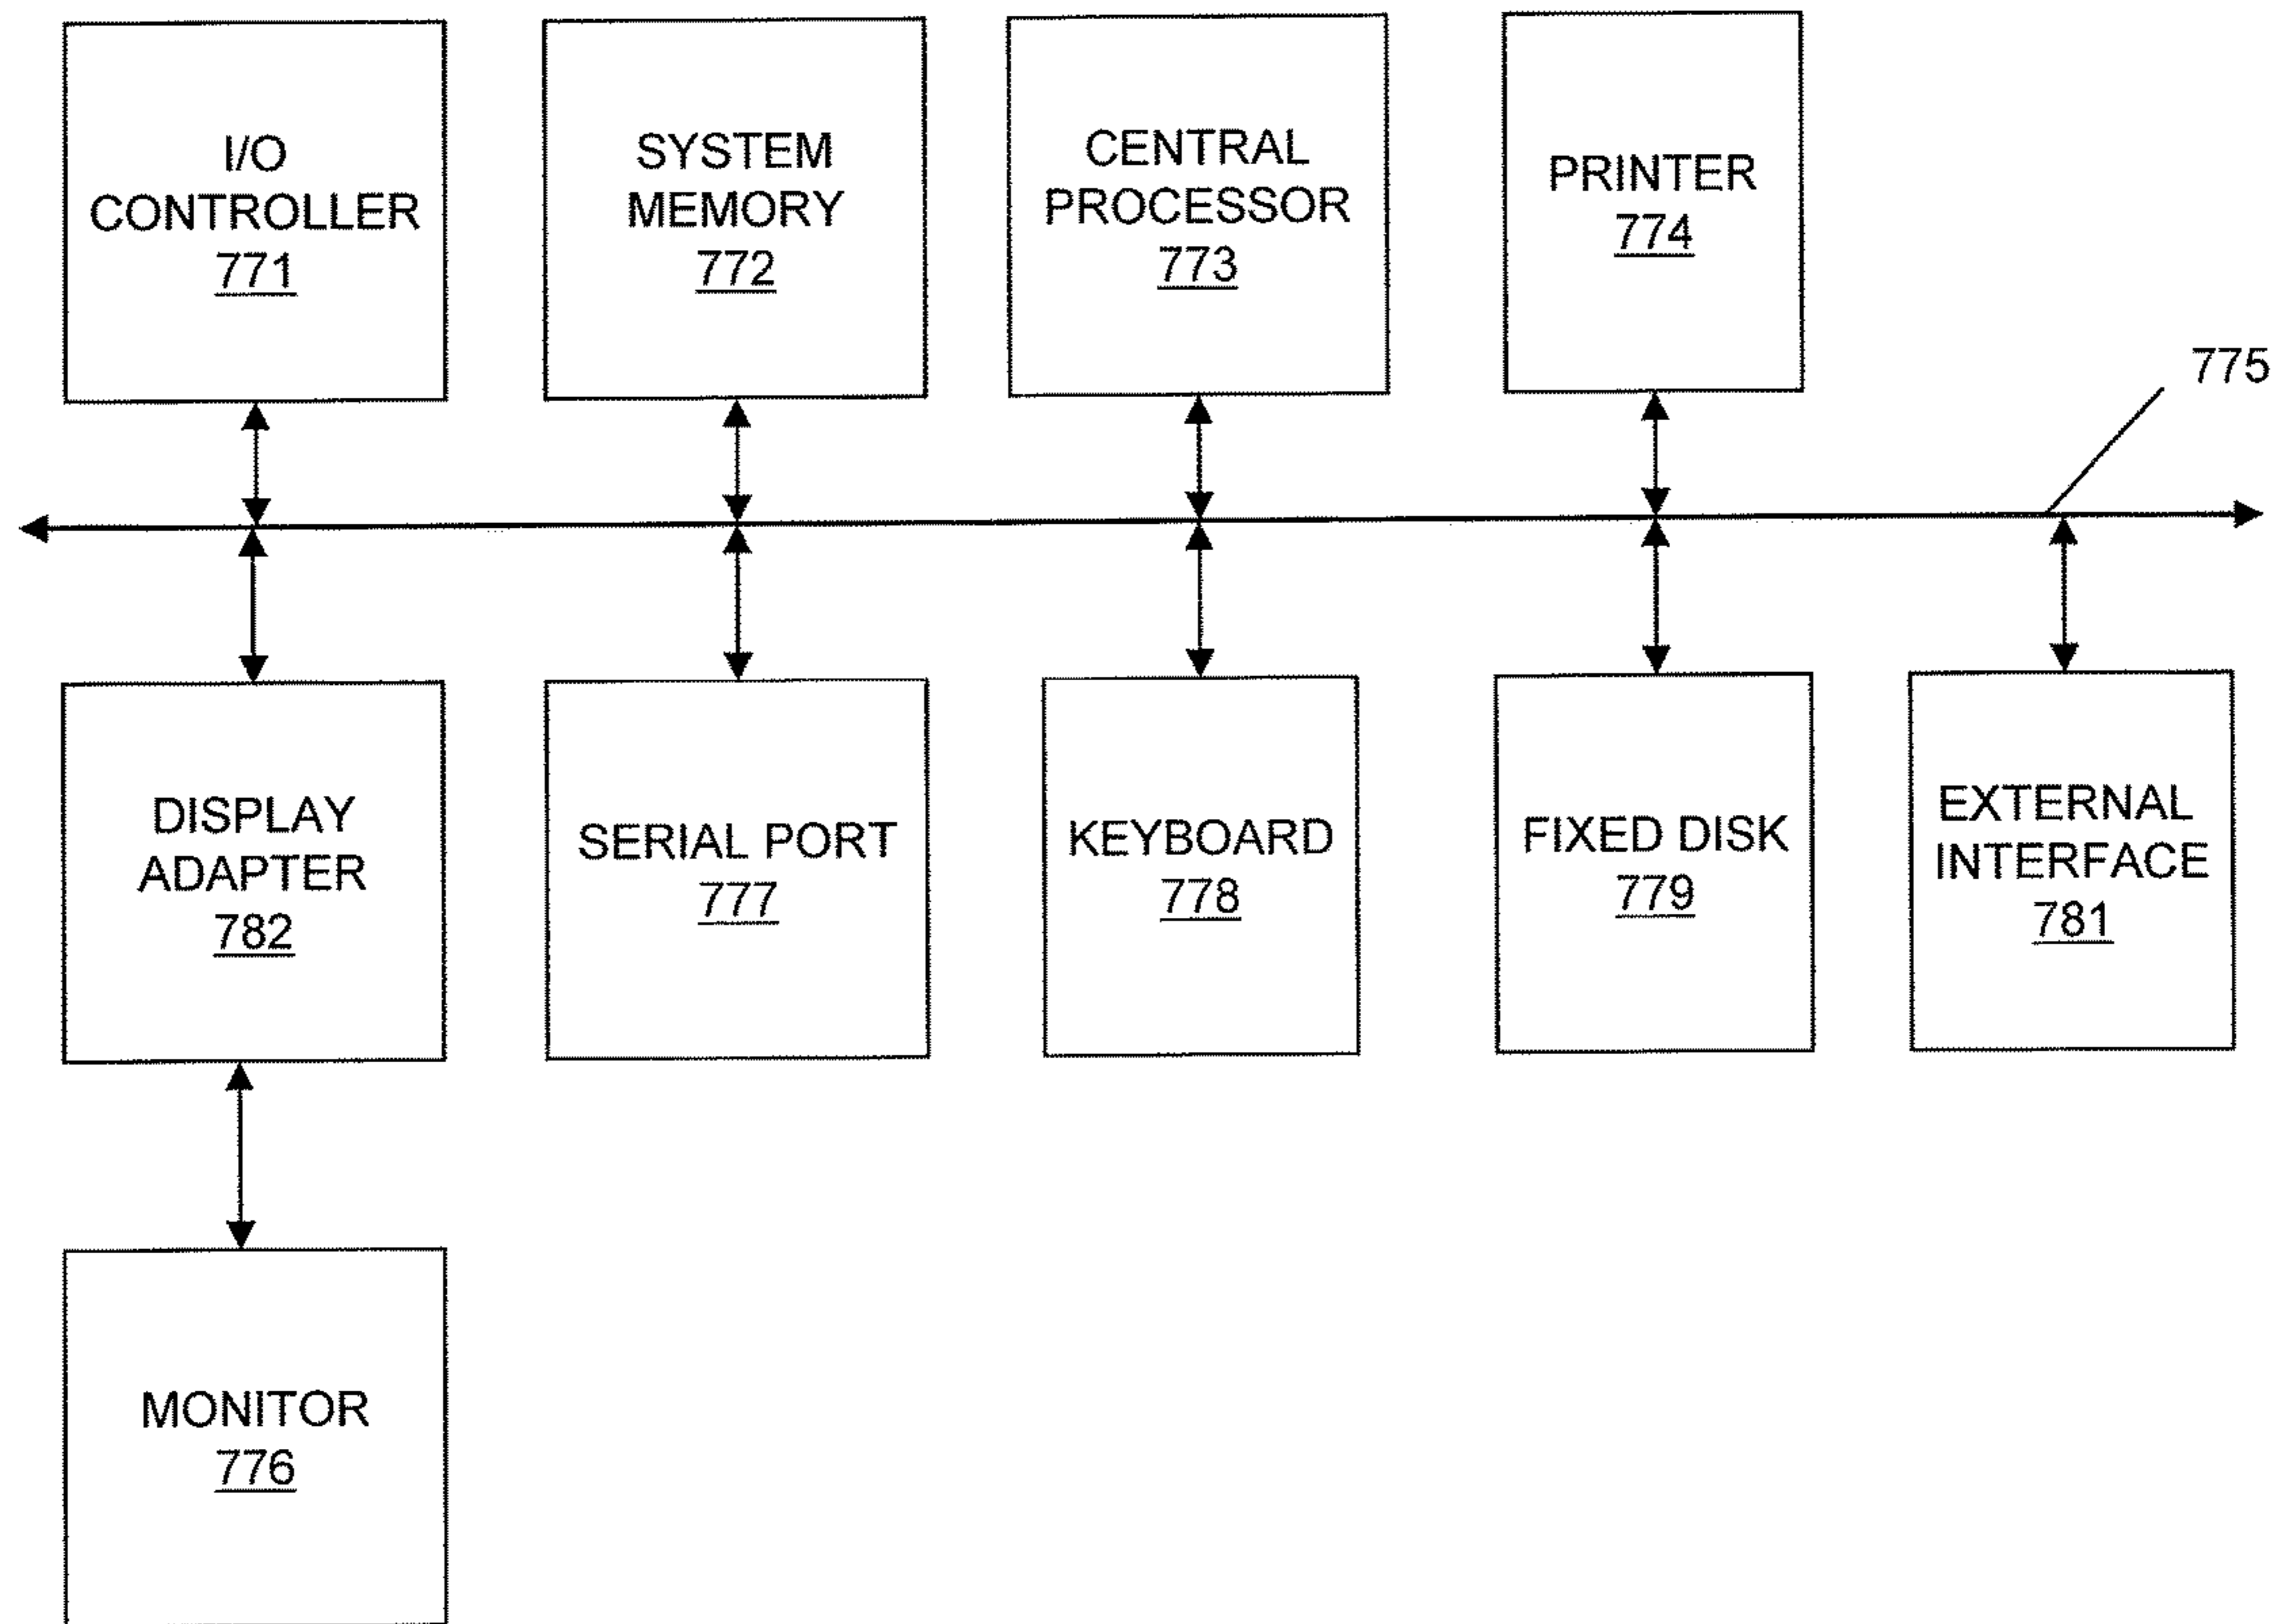 I/O
CONTROLLER
771
SYSTEM
MEMORY
772
CENTRAL
PROCESSOR
773
PRINTER
774
775
DISPLAY
ADAPTER
782
SERIAL PORT
777
KEYBOARD
778
FIXED DISK
779
EXTERNAL
INTERFACE
781
MONITOR
776